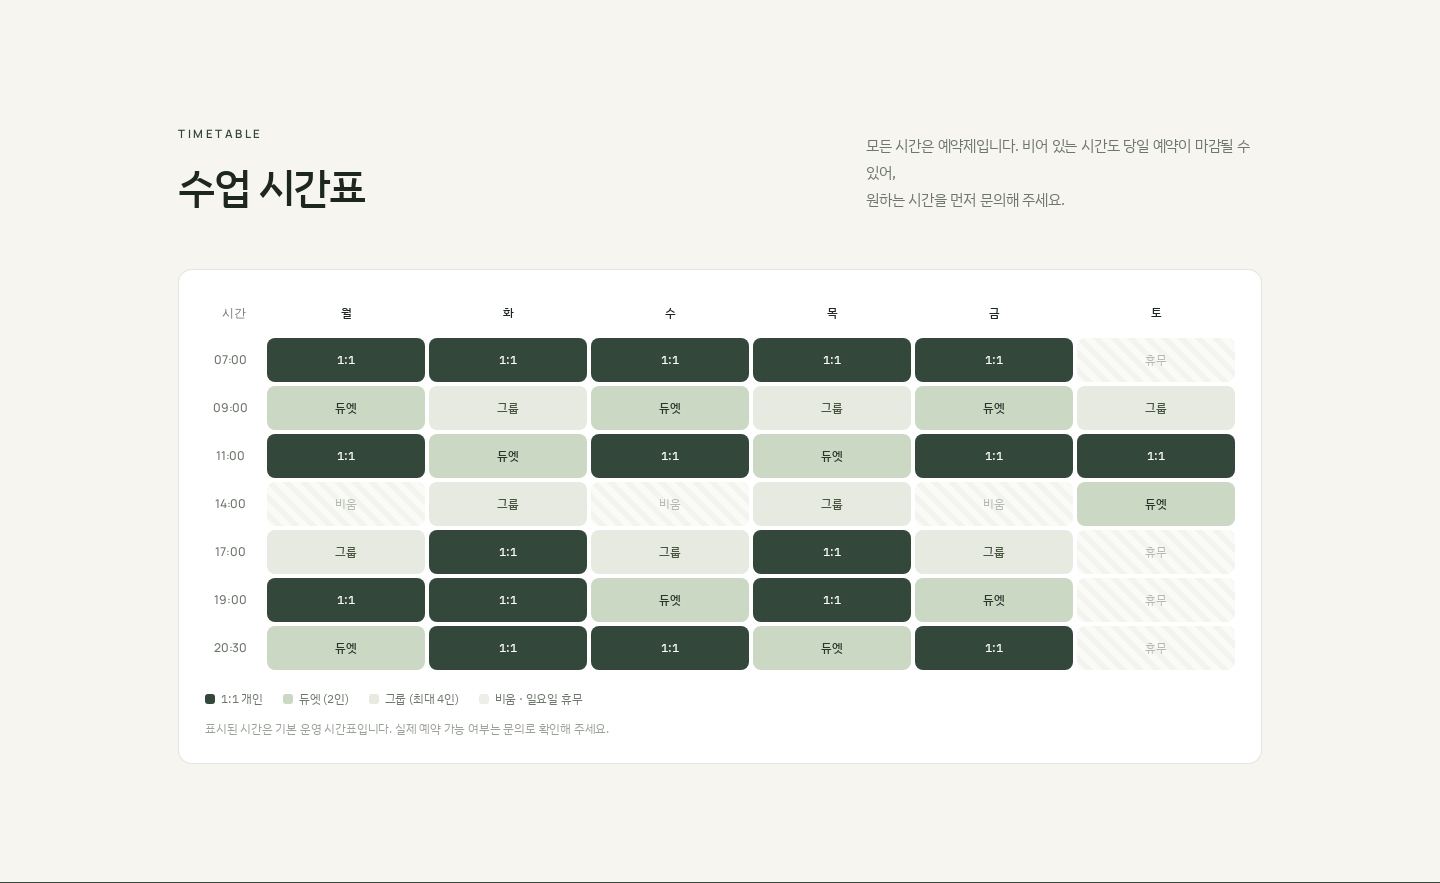 TIMETABLE
수업 시간표
모든 시간은 예약제입니다. 비어 있는 시간도 당일 예약이 마감될 수
있어,
원하는 시간을 먼저 문의해 주세요.
시간 월 화 수 목 금 토
07:00 1:1 1:1 1:1 1:1 1:1 휴무
09:00 듀엣 그룹 듀엣 그룹 듀엣 그룹
11:00 1:1 듀엣 1:1 듀엣 1:1 1:1
14:00 비움 그룹 비움 그룹 비움 듀엣
17:00 그룹 1:1 그룹 1:1 그룹 휴무
19:00 1:1 1:1 듀엣 1:1 듀엣 휴무
20:30 듀엣 1:1 1:1 듀엣 1:1 휴무
1:1 개인 듀엣 (2인) 그룹 (최대 4인) 비움 · 일요일 휴무
표시된 시간은 기본 운영 시간표입니다. 실제 예약 가능 여부는 문의로 확인해 주세요.